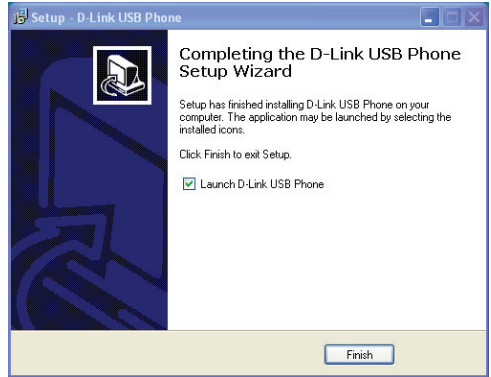 Setup - D-Link USB Phone
Completing the D-Link USB Phone
Setup Wizard
Setup has finished installing D-Link USB Phone on your
computer. The application may be launched by selecting the
installed icons.
Click Finish to exit Setup.
Launch D-Link USB Phone
Finish